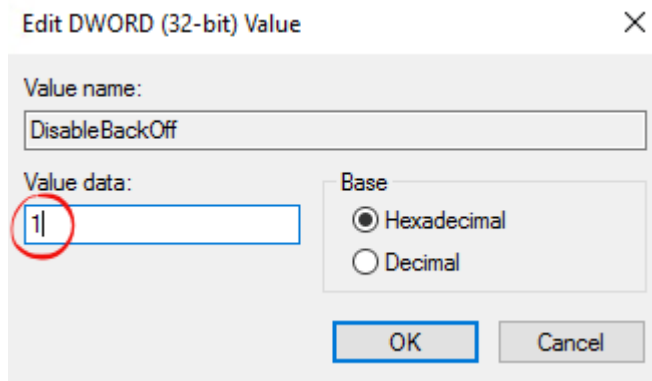 Edit DWORD (32-bit) Value
Value name:
DisableBackOff
Value data:
1
Base
Hexadecimal
Decimal
OK
Cancel